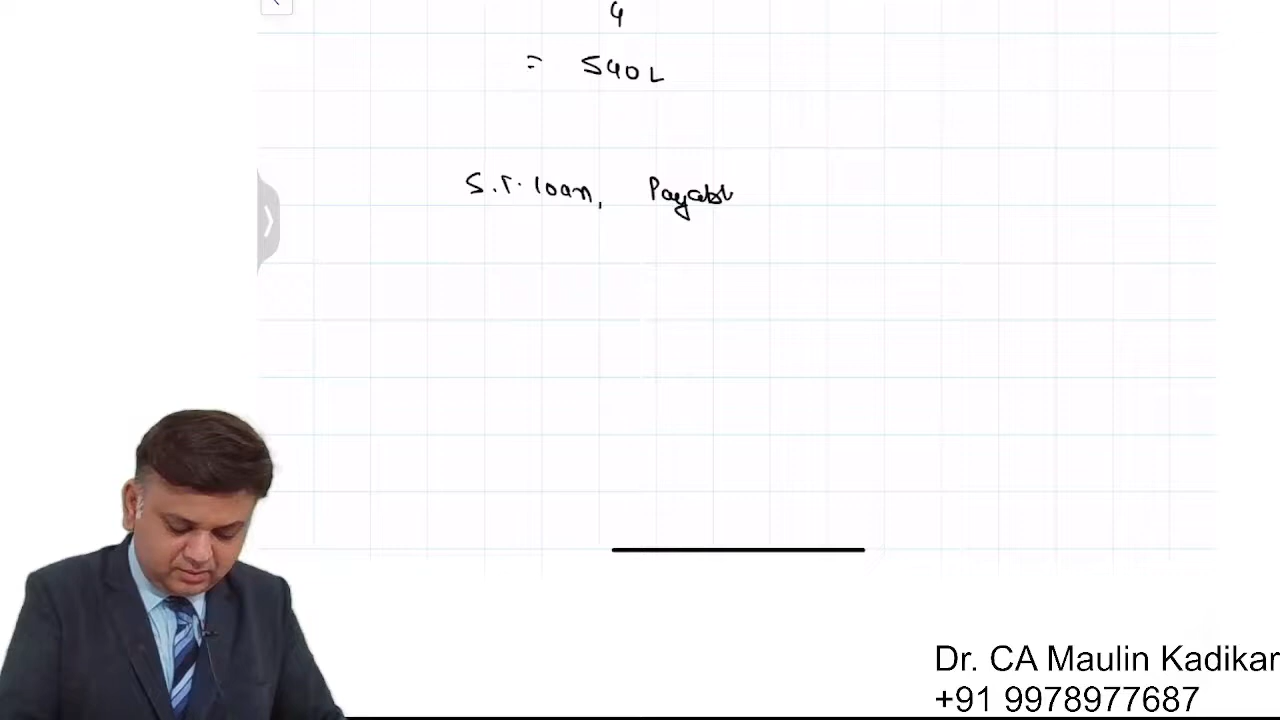 4
= 540L
S.T. loan, Payabl
Dr. CA Maulin Kadikar
+91 9978977687